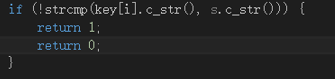 if (!strcmp(key[i].c_str(), s.c_str())) {
return 1;
return 0;
}